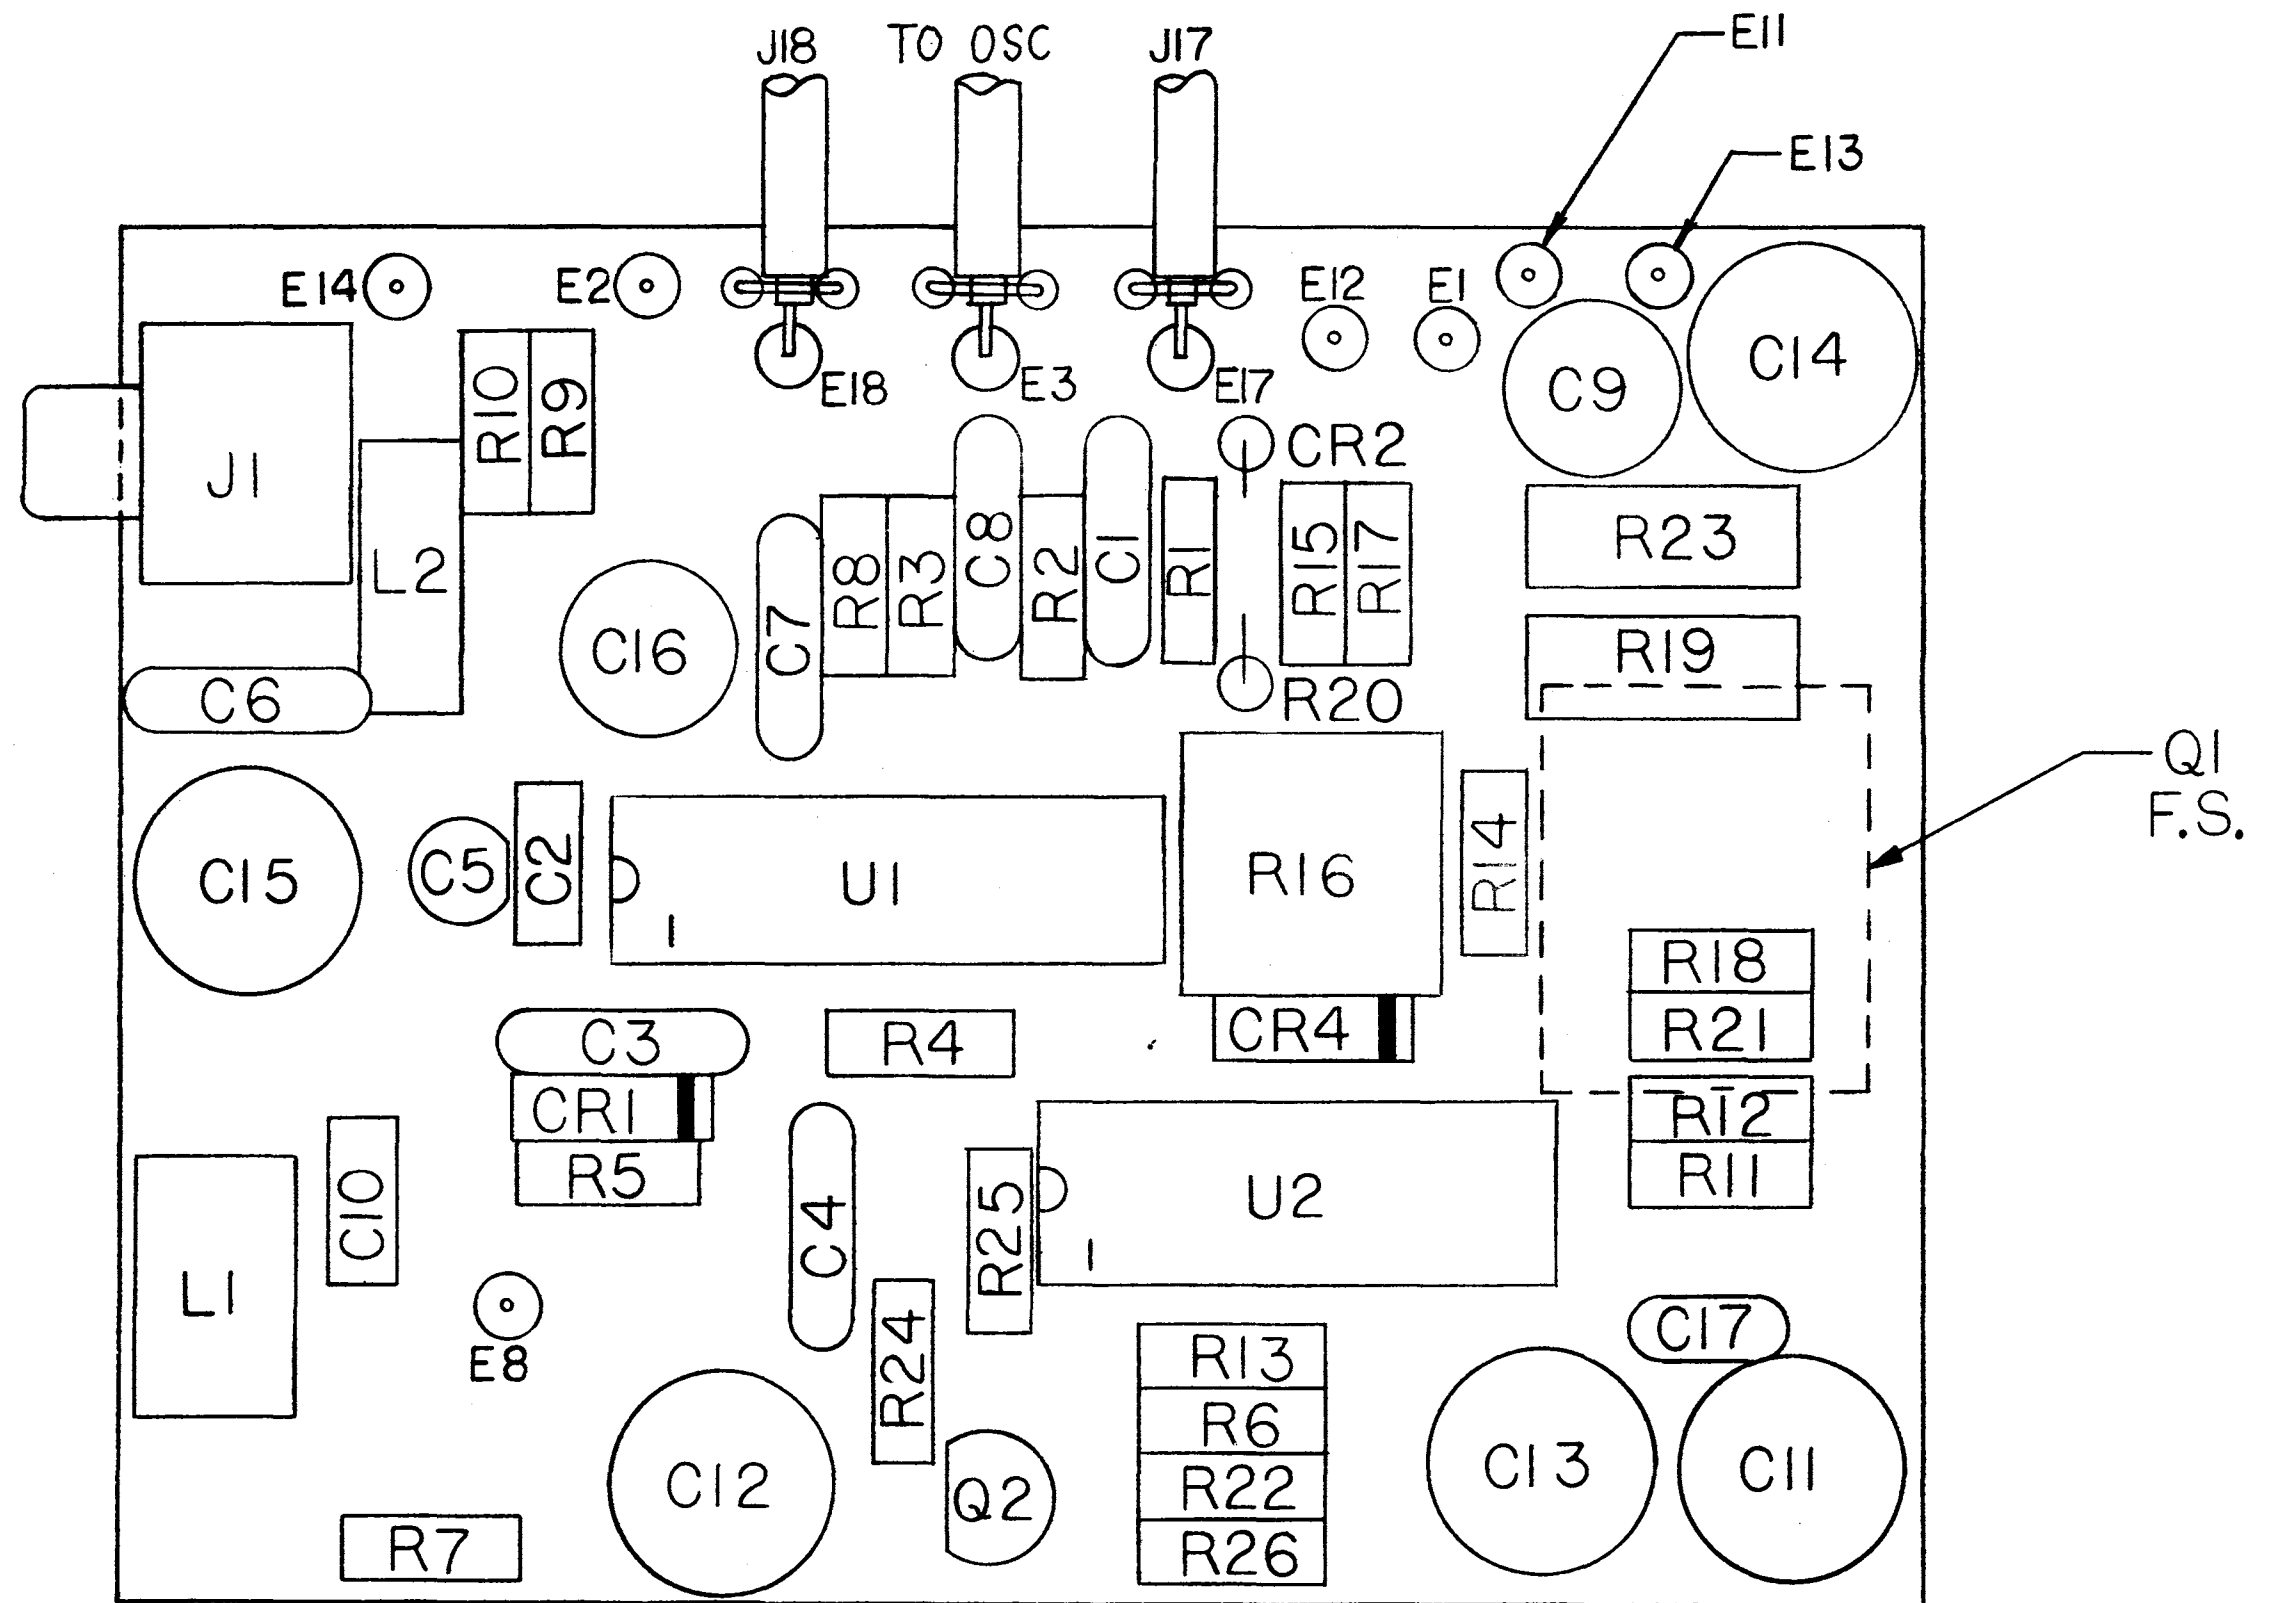 J18
TO OSC
J17
E11
E13
E14
E2
E12
E1
E18
E3
E17
C9
C14
J1
R10
R9
L2
CR2
C16
C7
R8
R3
C8
R2
C1
R1
R15
R17
R23
R19
C6
R20
Q1
F.S.
C15
C5
C2
U1
1
R16
R14
R18
R21
C3
R4
CR4
CR1
R5
R12
R11
C10
L1
C4
R25
U2
1
E8
R24
C17
R13
R6
R22
R26
C12
Q2
C13
C11
R7